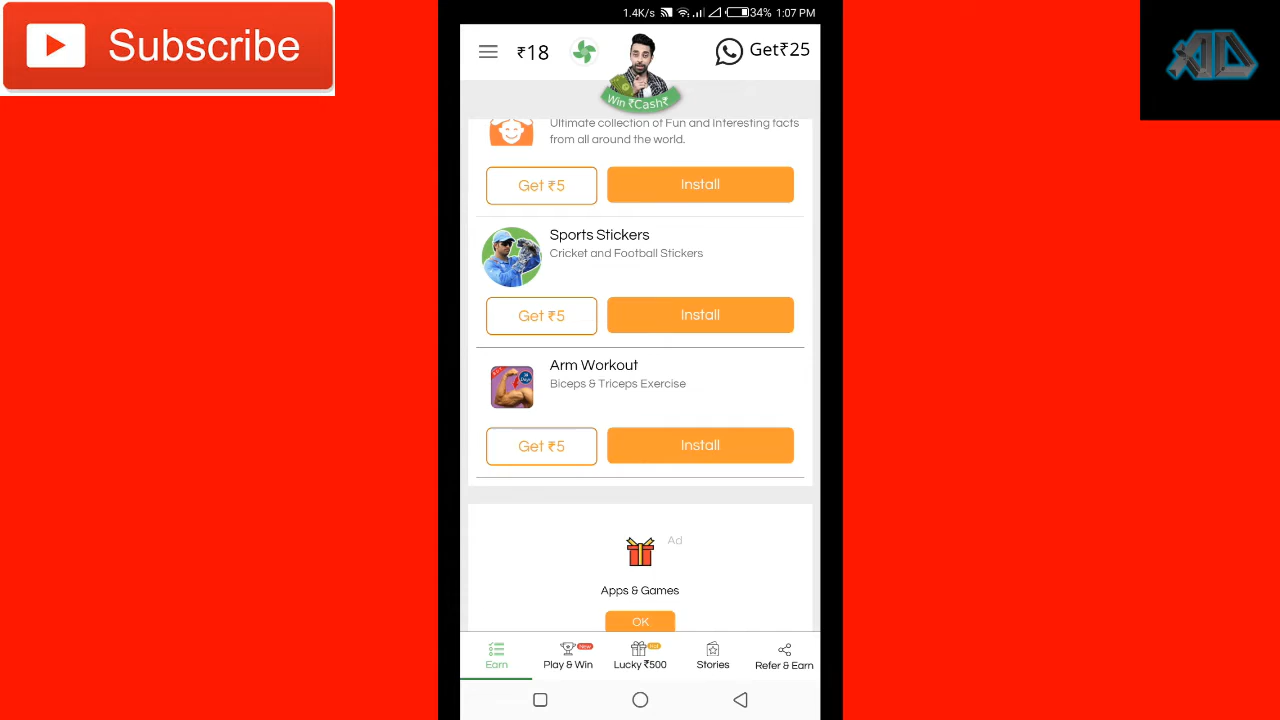 Subscribe
1.4K/s 34% 1:07 PM
₹18
Get₹25
Win ₹Cash₹
Ultimate collection of Fun and Interesting facts
from all around the world.
Get ₹5
Install
Sports Stickers
Cricket and Football Stickers
Get ₹5
Install
Arm Workout
Biceps & Triceps Exercise
Get ₹5
Install
Ad
Apps & Games
OK
Earn
New
Play & Win
Lucky ₹500
Stories
Refer & Earn